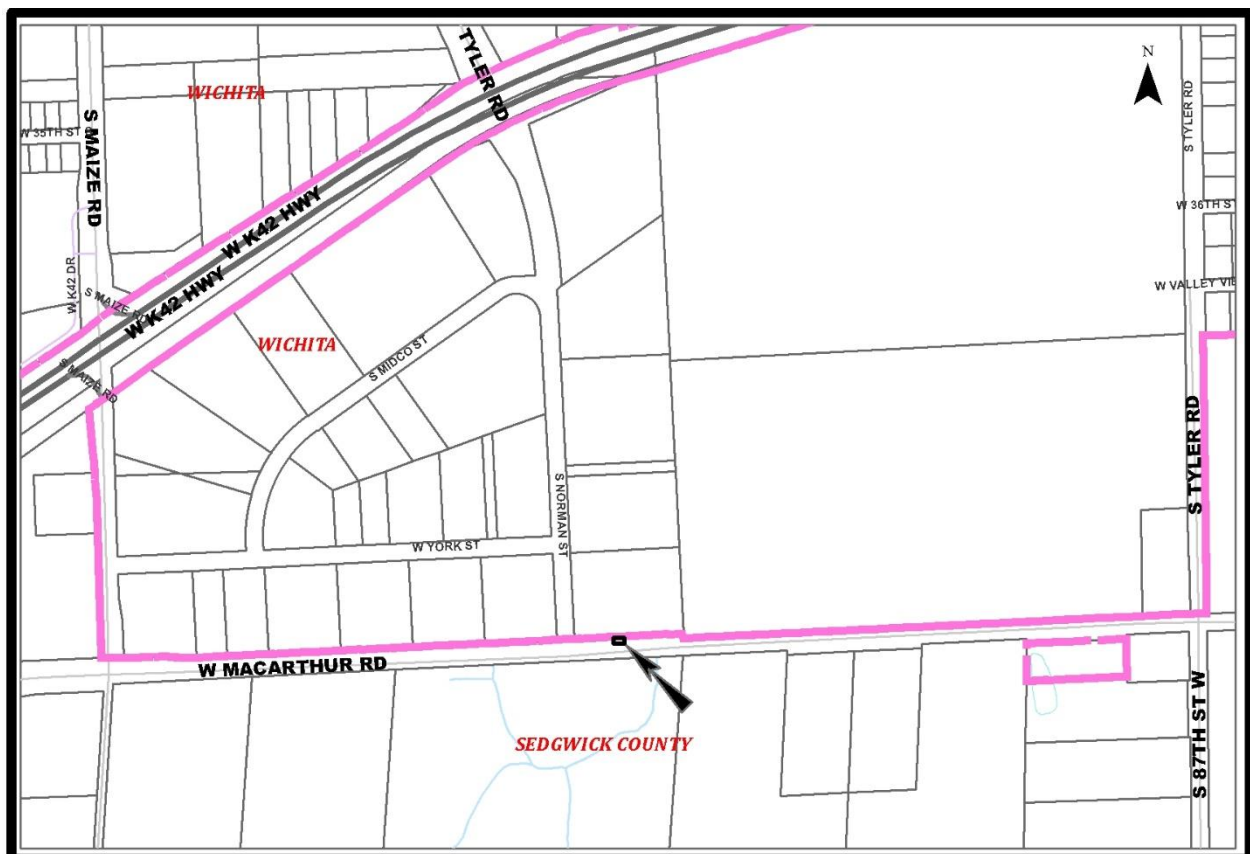 TYLER RD
N
WICHITA
S TYLER RD
S MAIZE RD
W 35TH ST
W 36TH ST
W K42 HWY
W K42 DR
S MAIZE RD
W K42 HWY
W VALLEY VIE
WICHITA
S MIDCO ST
S MAIZE RD
S TYLER RD
S NORMAN ST
W YORK ST
W MACARTHUR RD
SEDGWICK COUNTY
S 87TH ST W